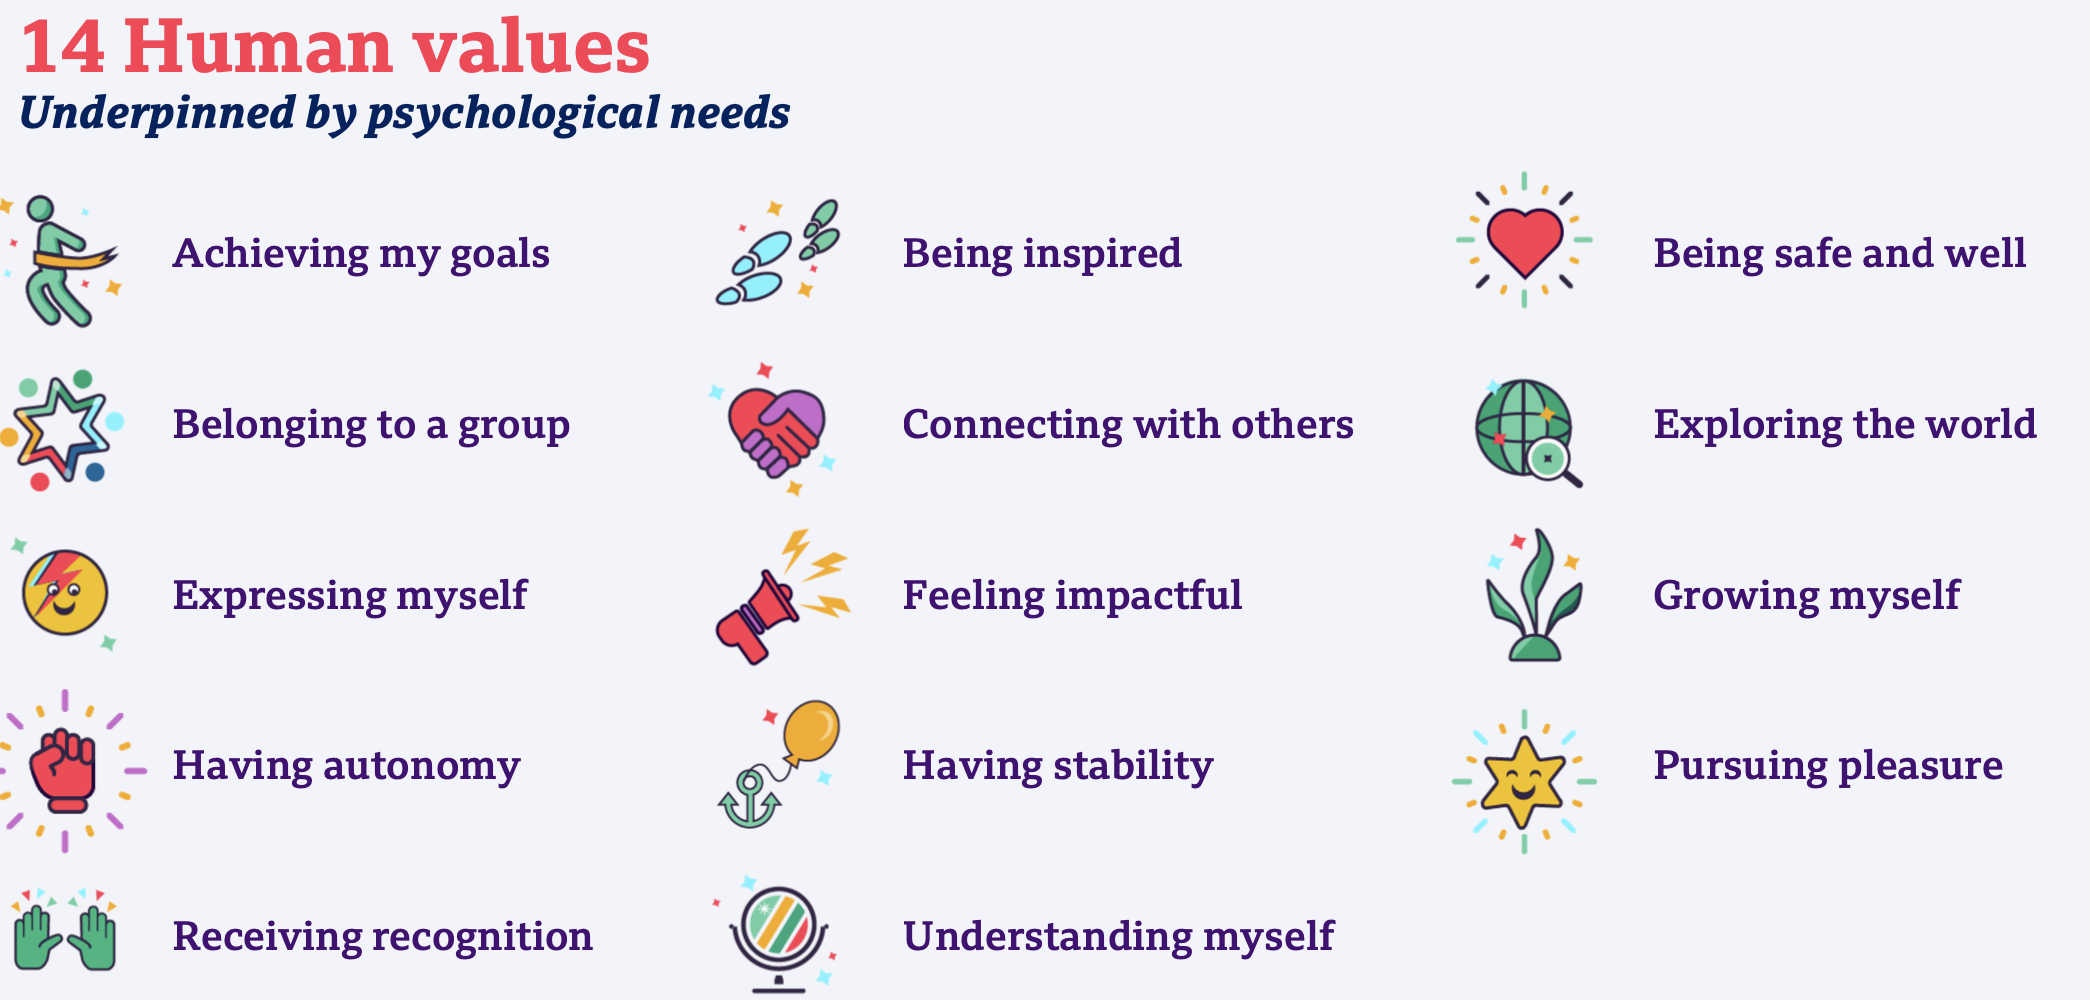 14 Human values
Underpinned by psychological needs
Achieving my goals
Being inspired
Being safe and well
Belonging to a group
Connecting with others
Exploring the world
Expressing myself
Feeling impactful
Growing myself
Having autonomy
Having stability
Pursuing pleasure
Receiving recognition
Understanding myself